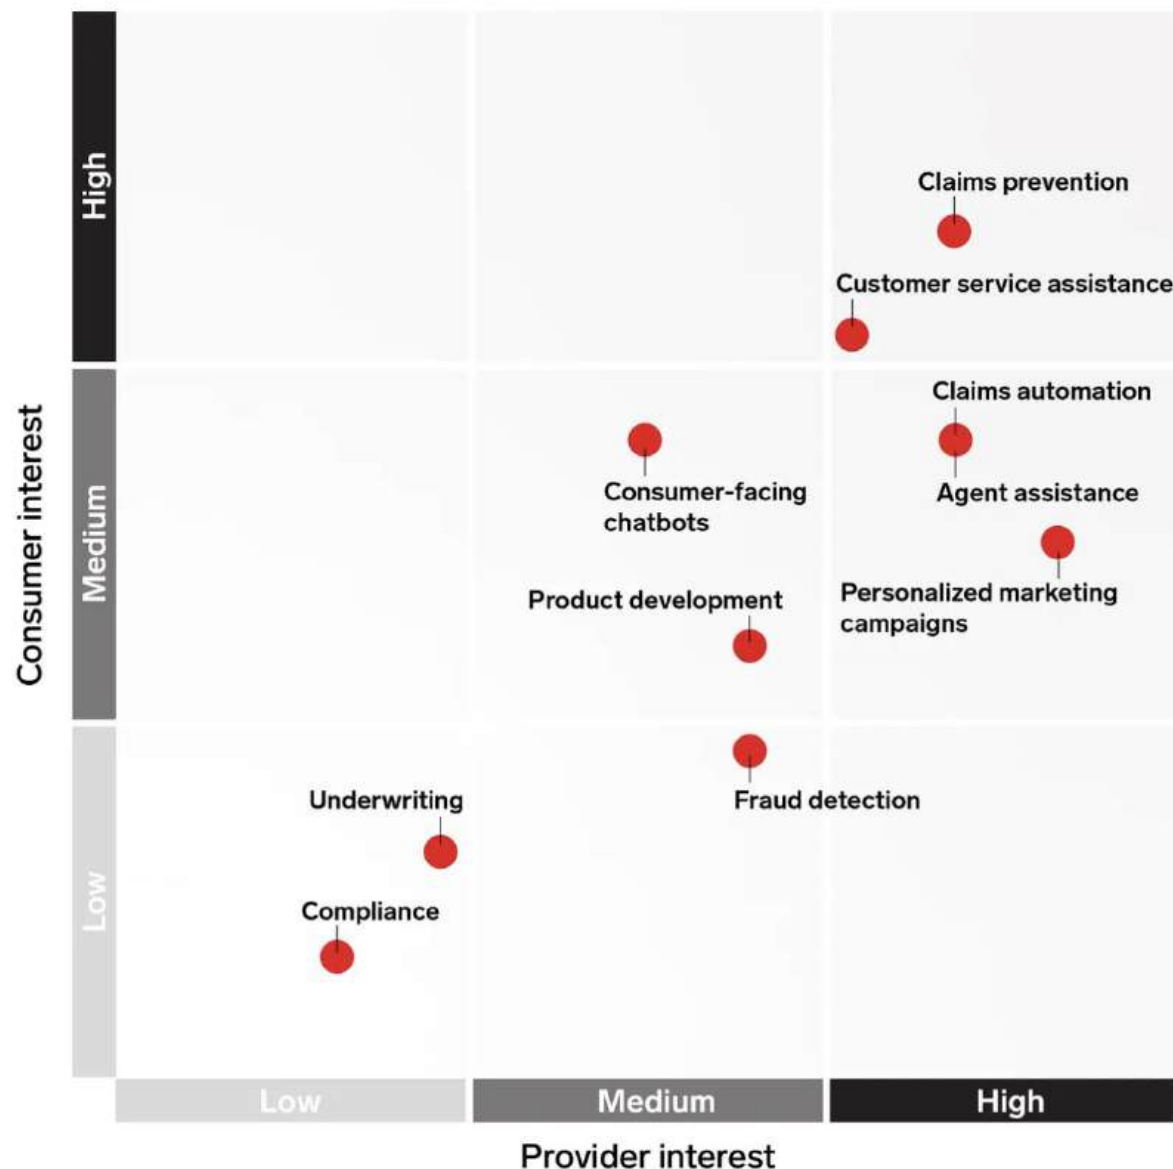 High
Claims prevention
Customer service assistance
Consumer interest
Medium
Claims automation
Consumer-facing
chatbots
Agent assistance
Product development
Personalized marketing
campaigns
Low
Underwriting
Fraud detection
Compliance
Low
Medium
High
Provider interest